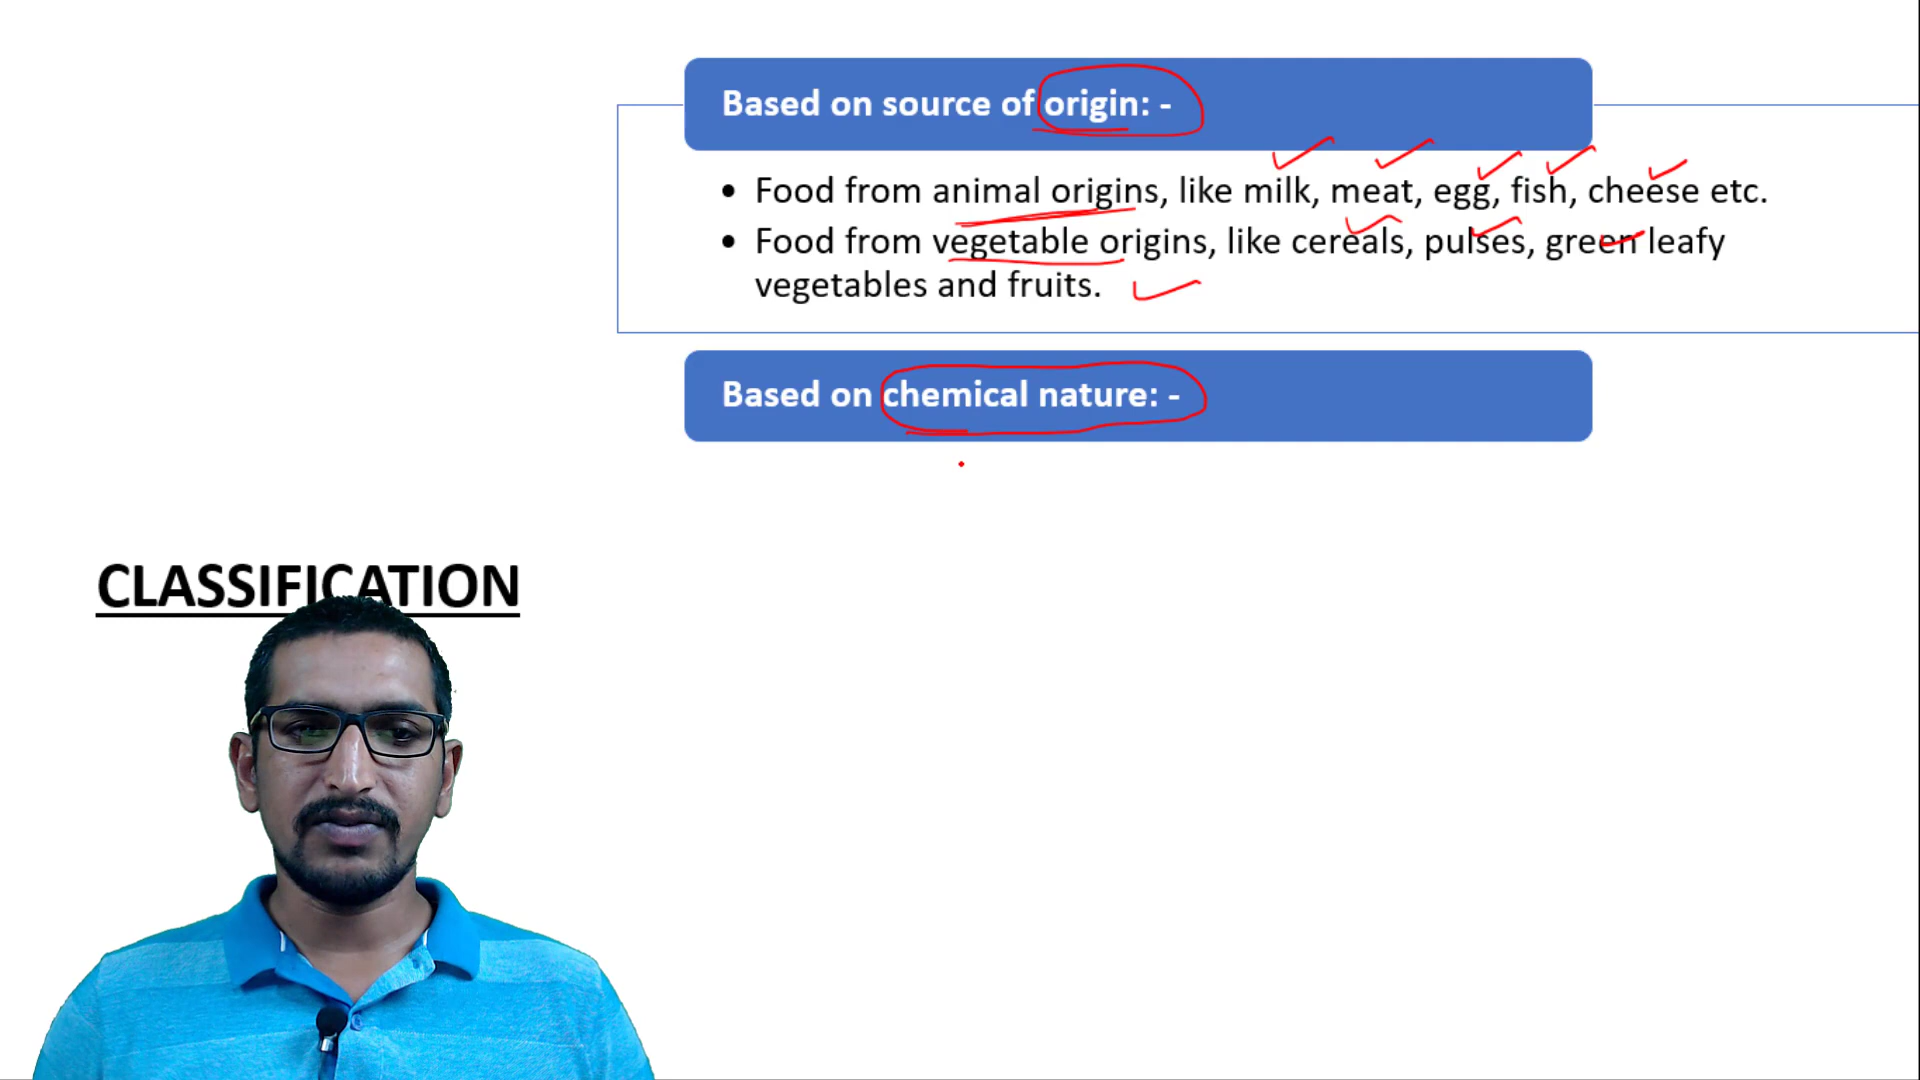 Based on source of origin: -
• Food from animal origins, like milk, meat, egg, fish, cheese etc.
• Food from vegetable origins, like cereals, pulses, green leafy
vegetables and fruits.
Based on chemical nature: -
CLASSIFICATION